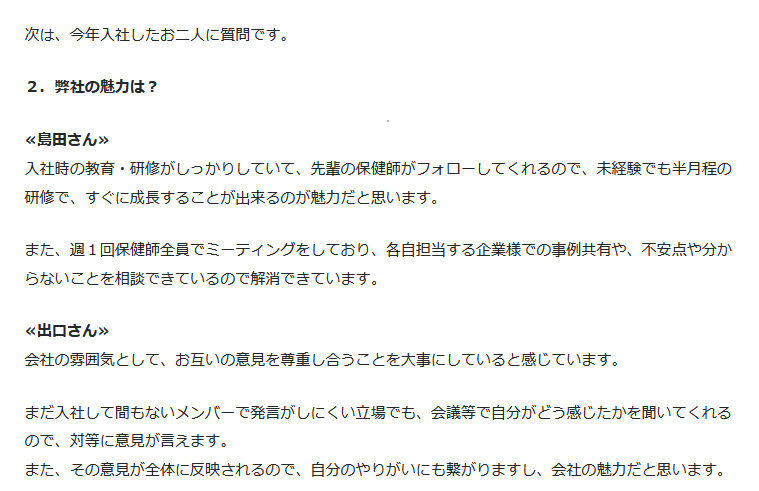 次は、今年入社したお二人に質問です。
２．弊社の魅力は？
≪島田さん≫
入社時の教育・研修がしっかりしていて、先輩の保健師がフォローしてくれるので、未経験でも半月程の
研修で、すぐに成長することが出来るのが魅力だと思います。
また、週１回保健師全員でミーティングをしており、各自担当する企業様での事例共有や、不安点や分か
らないことを相談できているので解消できています。
≪出口さん≫
会社の雰囲気として、お互いの意見を尊重し合うことを大事にしていると感じています。
まだ入社して間もないメンバーで発言がしにくい立場でも、会議等で自分がどう感じたかを聞いてくれる
ので、対等に意見が言えます。
また、その意見が全体に反映されるので、自分のやりがいにも繋がりますし、会社の魅力だと思います。